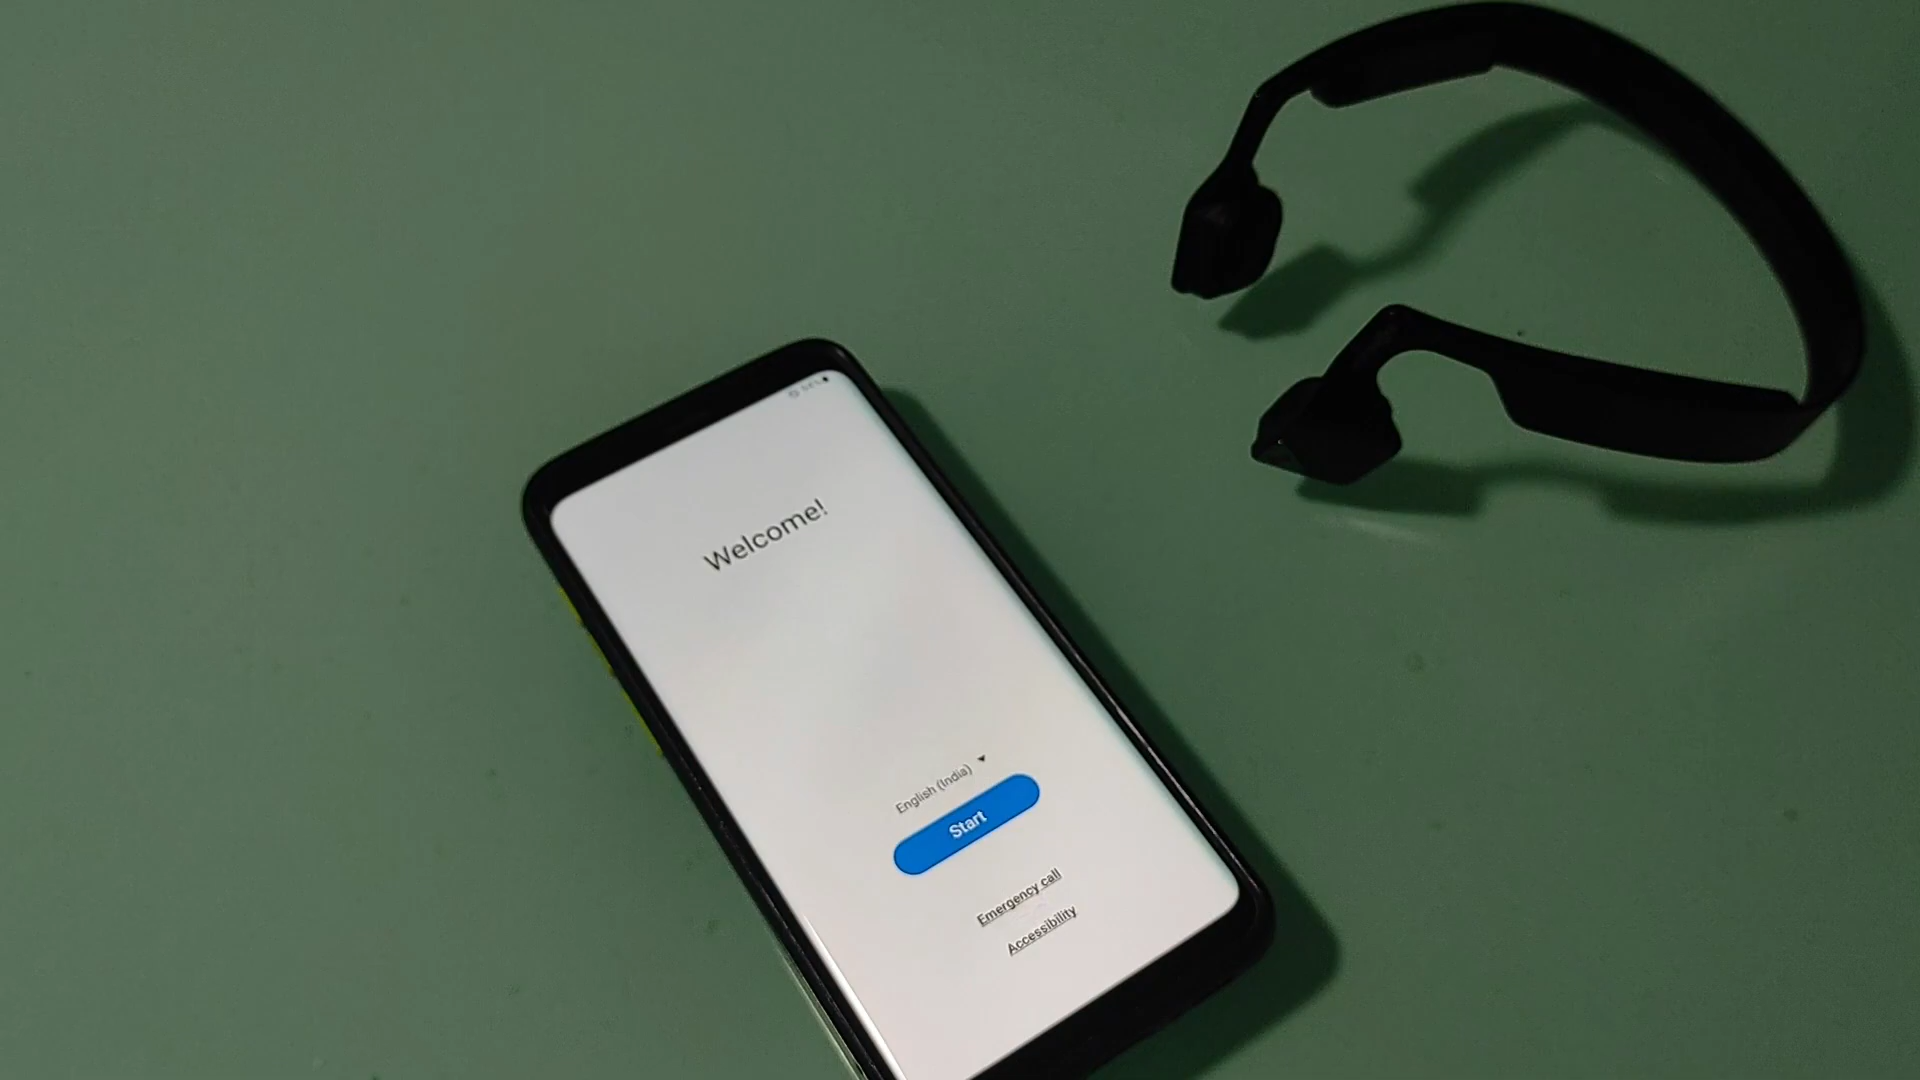 Welcome!
English (India)
Start
Emergency call
Accessibility